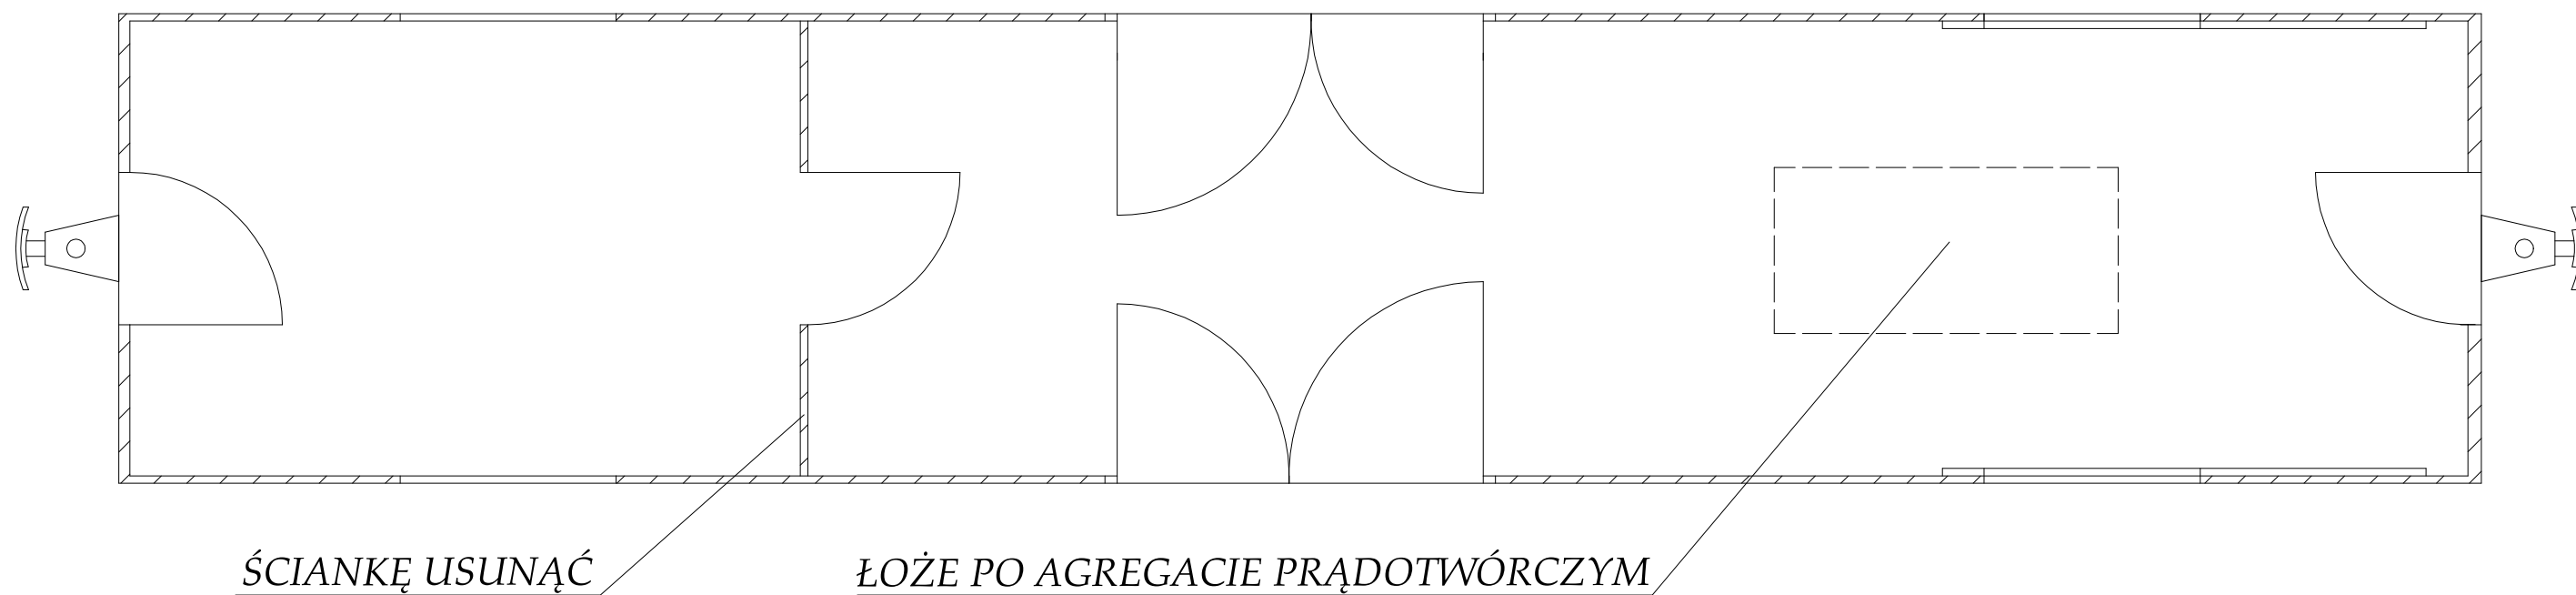 ŚCIANKĘ USUNĄĆ
ŁOŻE PO AGREGACIE PRĄDOTWÓRCZYM